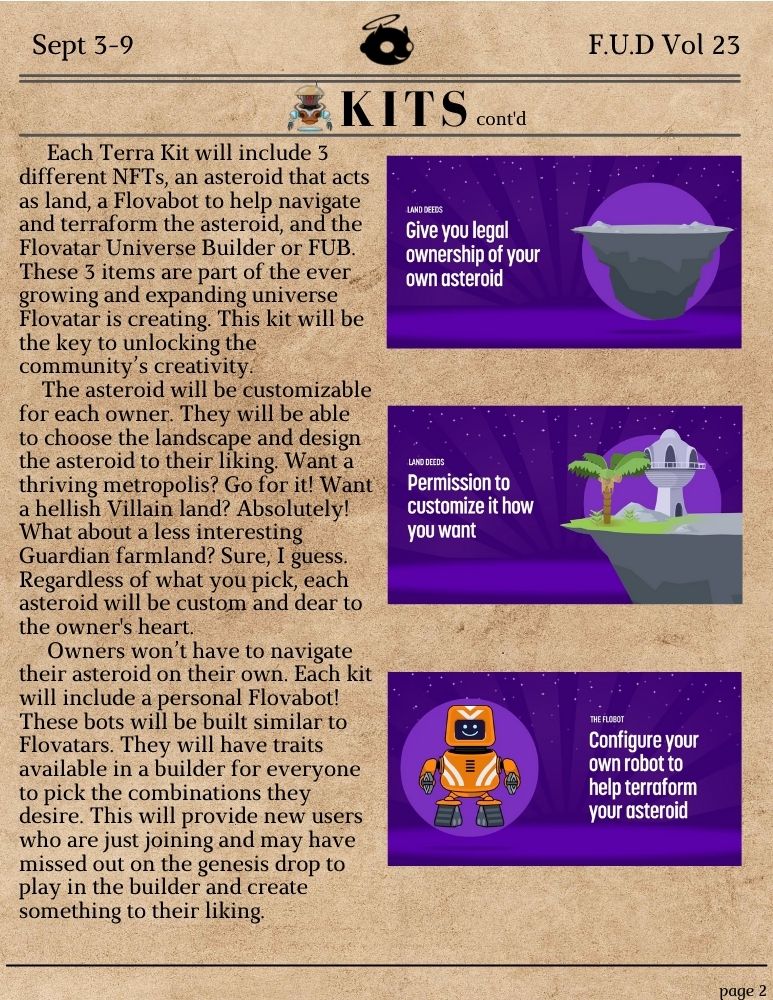 Sept 3-9
F.U.D Vol 23
KITS cont'd
Each Terra Kit will include 3
different NFTs, an asteroid that acts
as land, a Flovabot to help navigate
and terraform the asteroid, and the
Flovatar Universe Builder or FUB.
These 3 items are part of the ever
growing and expanding universe
Flovatar is creating. This kit will be
the key to unlocking the
community’s creativity.
The asteroid will be customizable
for each owner. They will be able
to choose the landscape and design
the asteroid to their liking. Want a
thriving metropolis? Go for it! Want
a hellish Villain land? Absolutely!
What about a less interesting
Guardian farmland? Sure, I guess.
Regardless of what you pick, each
asteroid will be custom and dear to
the owner's heart.
Owners won’t have to navigate
their asteroid on their own. Each kit
will include a personal Flovabot!
These bots will be built similar to
Flovatars. They will have traits
available in a builder for everyone
to pick the combinations they
desire. This will provide new users
who are just joining and may have
missed out on the genesis drop to
play in the builder and create
something to their liking.
LAND DEEDS
Give you legal
ownership of your
own asteroid
LAND DEEDS
Permission to
customize it how
you want
THE FLOBOT
Configure your
own robot to
help terraform
your asteroid
page 2